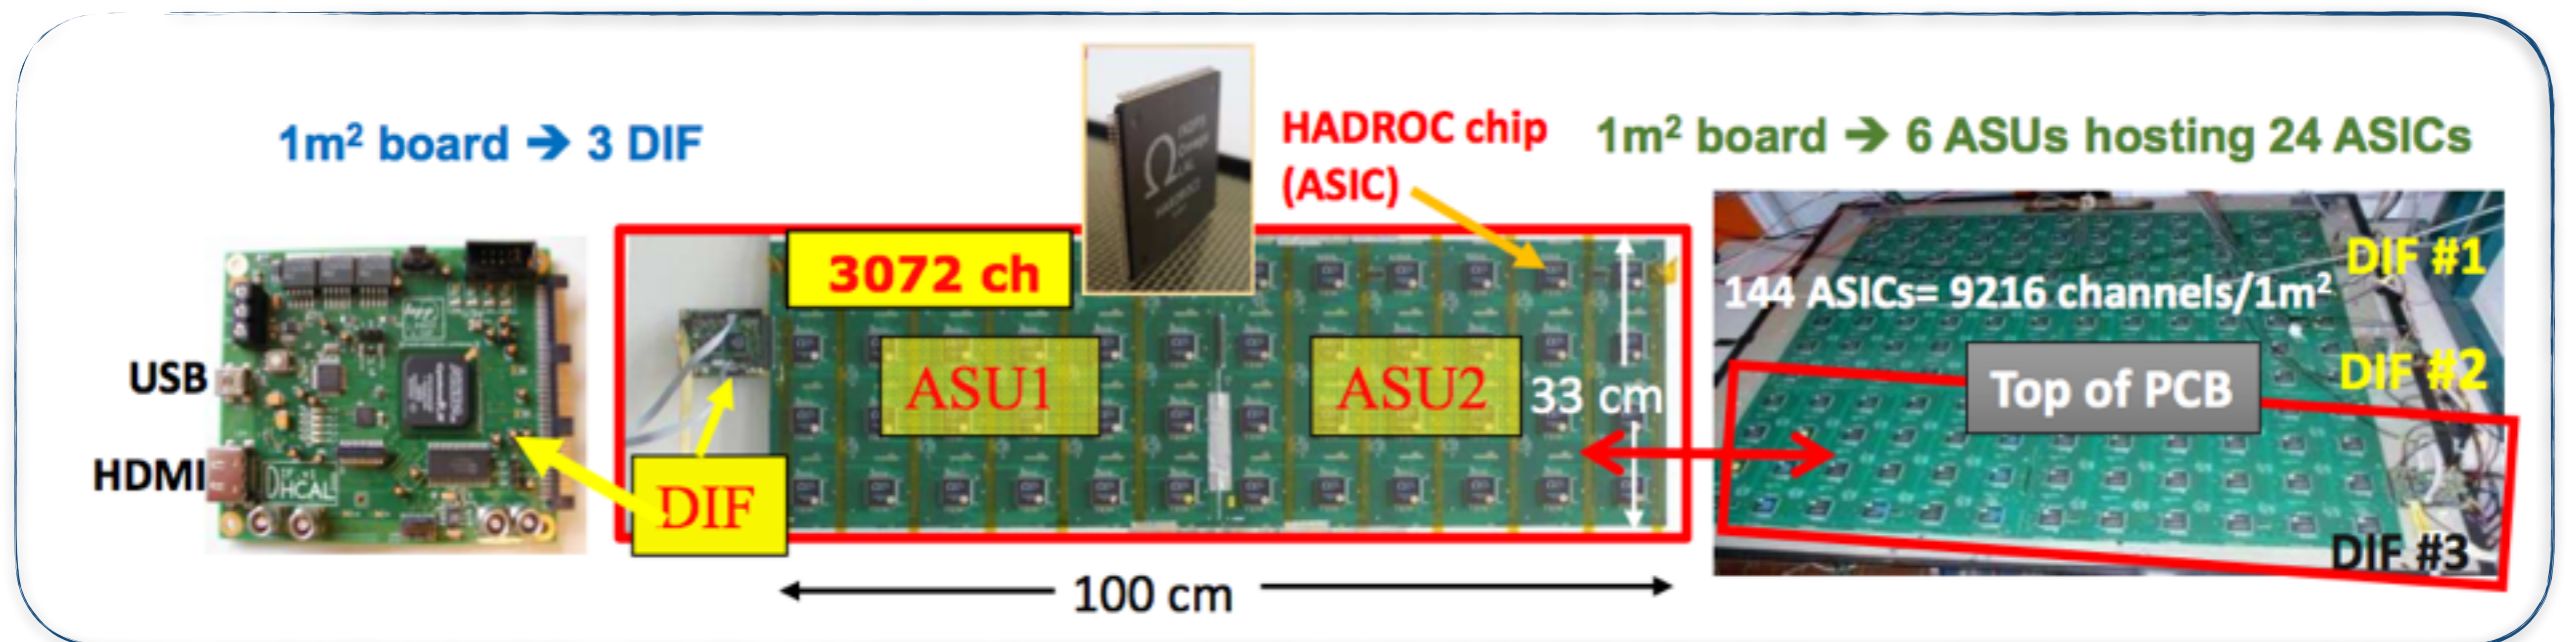 1m² board ➔ 3 DIF
HADROC chip
(ASIC)
1m² board ➔ 6 ASUs hosting 24 ASICs
Ω
3072 ch
DIF #1
144 ASICs= 9216 channels/1m²
USB
ASU1
ASU2
33 cm
Top of PCB
DIF #2
HDMI
DHCAL
DIF
DIF #3
100 cm